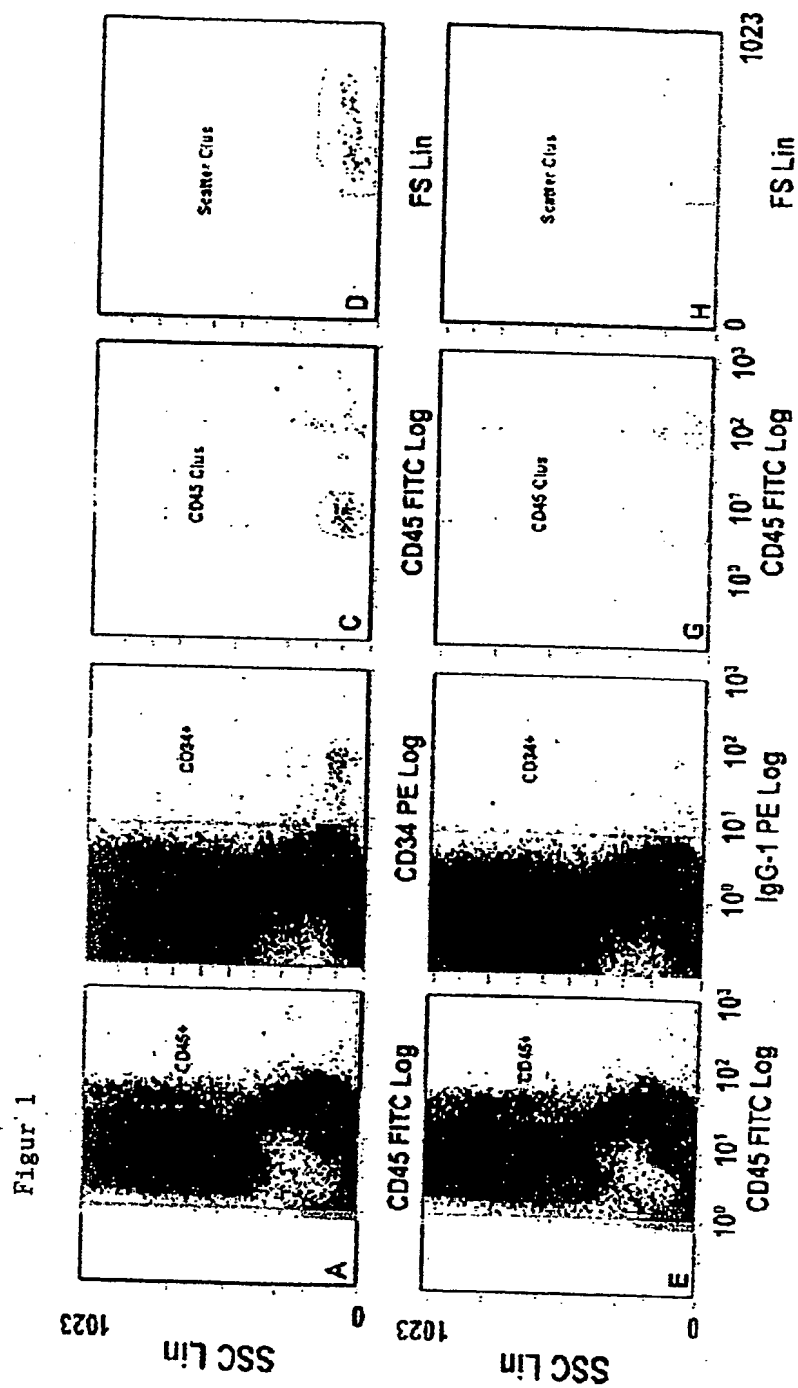 Figur 1
1023
SSC Lin
0
A
CD45+
CD34+
C
CD45 Clus
D
Scatter Clus
CD45 FITC Log
CD34 PE Log
CD45 FITC Log
FS Lin
1023
SSC Lin
0
E
CD45+
CD34+
G
CD45 Clus
H
Scatter Clus
10⁰ 10¹ 10² 10³
10⁰ 10¹ 10² 10³
10³ 10¹ 10² 10³
0 1023
CD45 FITC Log
IgG-1 PE Log
CD45 FITC Log
FS Lin